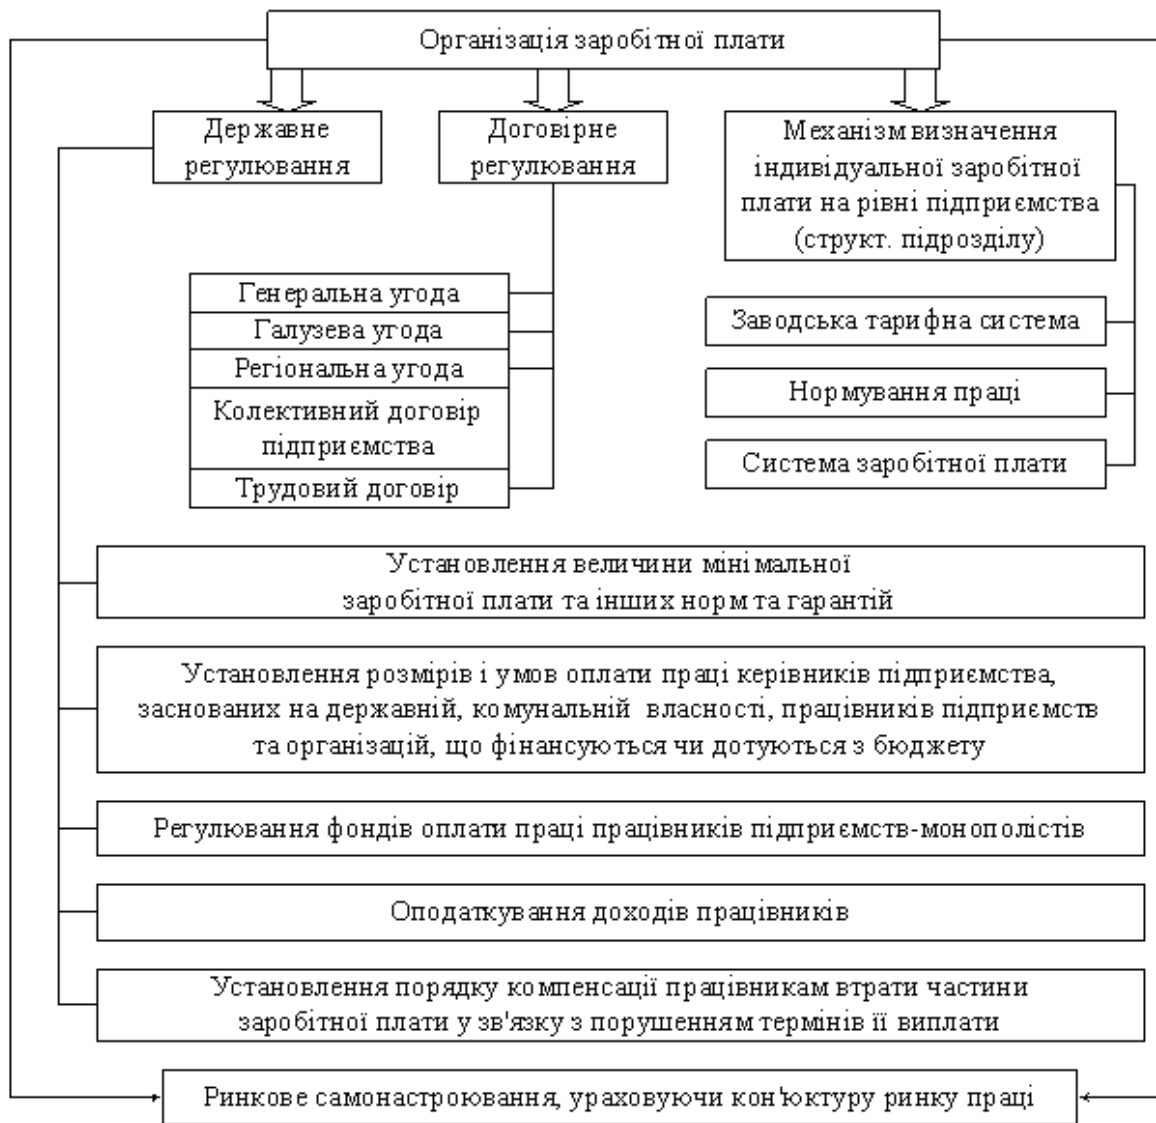 Організація заробітної плати
Державне
регулювання
Договірне
регулювання
Механізм визначення
індивідуальної заробітної
плати на рівні підприємства
(структ. підрозділу)
Генеральна угода
Галузева угода
Регіональна угода
Колективний договір
підприємства
Трудовий договір
Заводська тарифна система
Нормування праці
Система заробітної плати
Установлення величини мінімальної
заробітної плати та інших норм та гарантій
Установлення розмірів і умов оплати праці керівників підприємства,
заснованих на державній, комунальній власності, працівників підприємств
та організацій, що фінансуються чи дотуються з бюджету
Регулювання фондів оплати праці працівників підприємств-монополістів
Оподаткування доходів працівників
Установлення порядку компенсації працівникам втрати частини
заробітної плати у зв'язку з порушенням термінів її виплати
Ринкове самонастроювання, ураховуючи кон'юктуру ринку праці